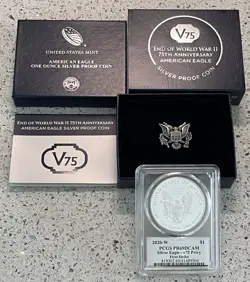 UNITED STATES MINT
AMERICAN EAGLE
ONE OUNCE SILVER PROOF COIN
V75
END OF WORLD WAR II
75TH ANNIVERSARY
AMERICAN EAGLE SILVER PROOF COIN
END OF WORLD WAR II 75TH ANNIVERSARY
AMERICAN EAGLE SILVER PROOF COIN
V75
2020-W $1
PCGS PR69DCAM
Silver Eagle - v75 Privy
First Strike